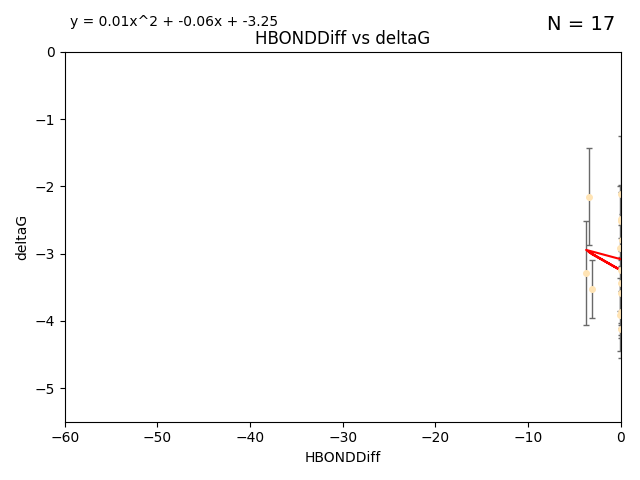 y = 0.01x^2 + -0.06x + -3.25
N = 17
HBONDDiff vs deltaG
0
−1
−2
−3
−4
−5
deltaG
−60 −50 −40 −30 −20 −10 0
HBONDDiff